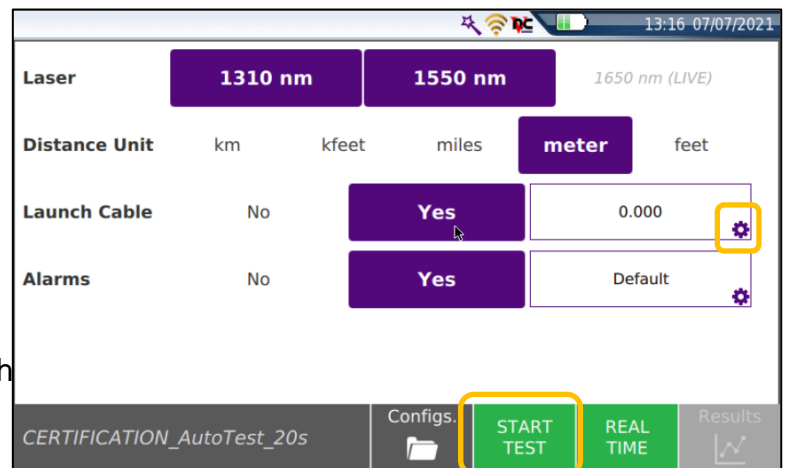 13:16 07/07/2021
Laser 1310 nm 1550 nm 1650 nm (LIVE)
Distance Unit km kfeet miles meter feet
Launch Cable No Yes 0.000
Alarms No Yes Default
h
CERTIFICATION_AutoTest_20s Configs. START TEST REAL TIME Results